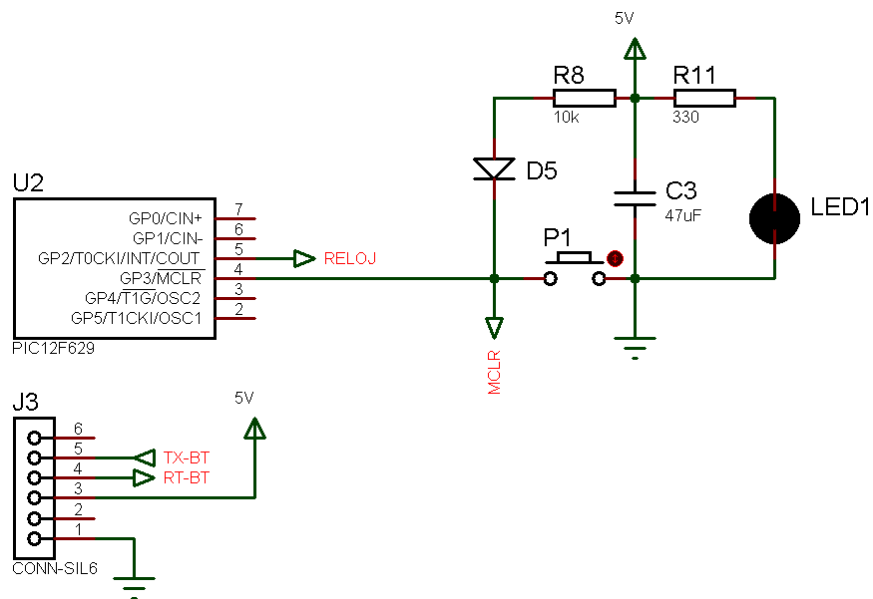 5V
R8
10k
R11
330
D5
C3
47uF
LED1
P1
U2
GP0/CIN+ 7
GP1/CIN- 6
GP2/T0CKI/INT/COUT 5
RELOJ
GP3/MCLR 4
GP4/T1G/OSC2 3
GP5/T1CKI/OSC1 2
PIC12F629
MCLR
J3
5V
6
5 TX-BT
4 RT-BT
3
2
1
CONN-SIL6